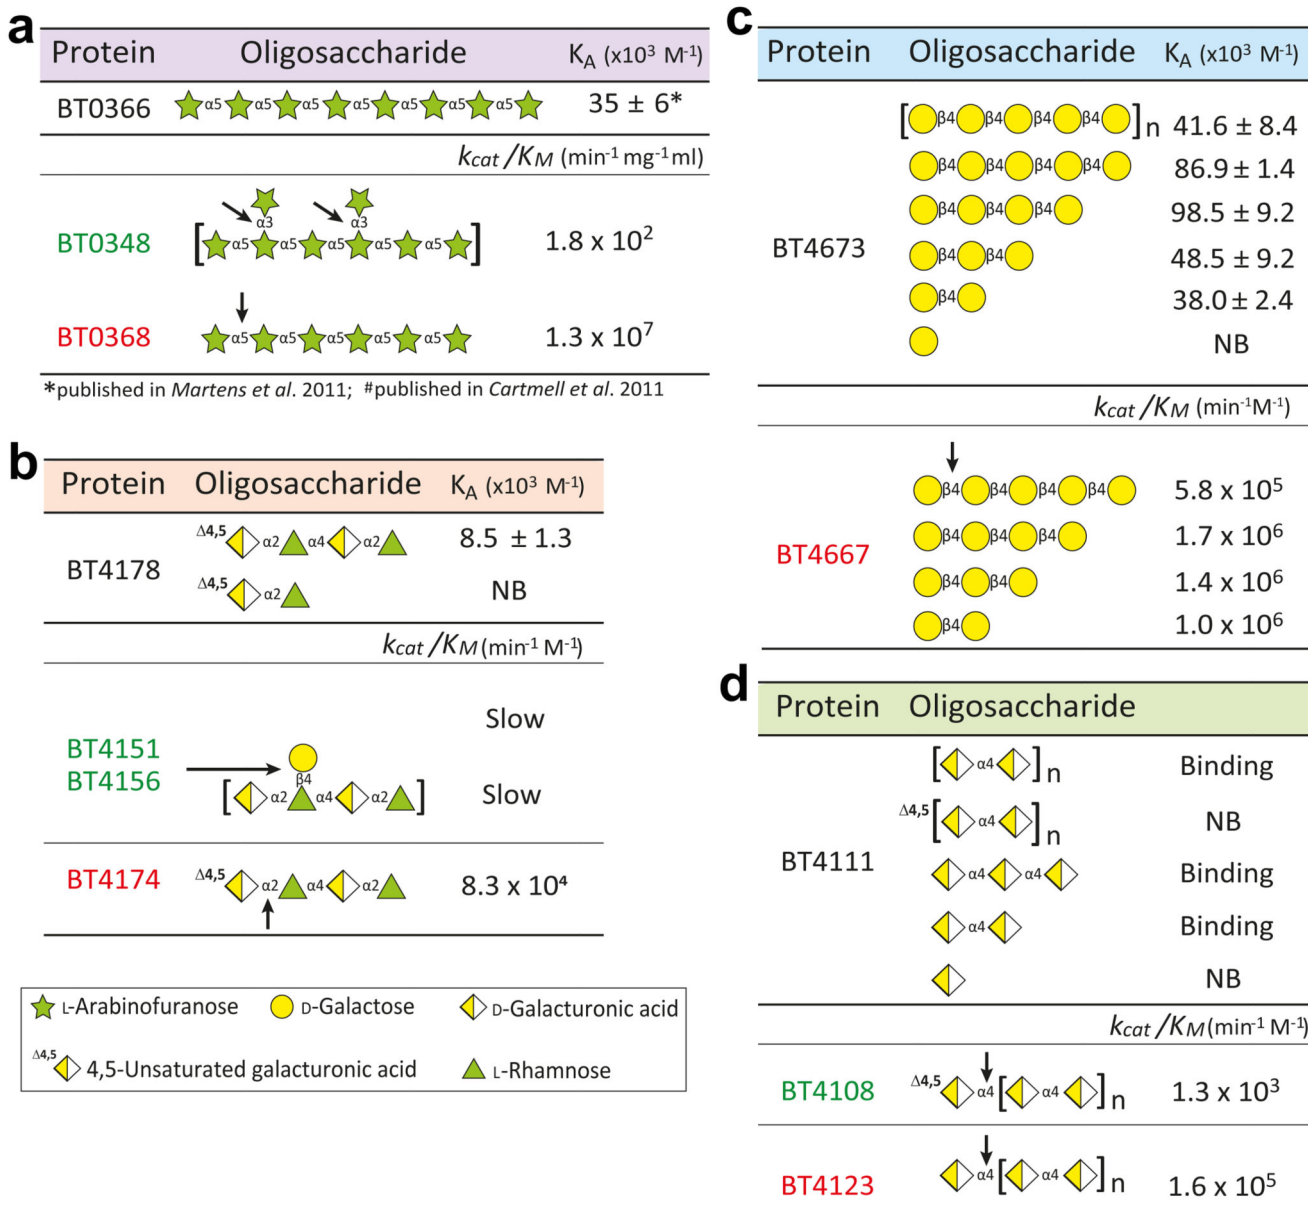 a
Protein Oligosaccharide K_A (x10³ M⁻¹)
BT0366 α5 α5 α5 α5 α5 α5 α5 35 ± 6*
k_cat /K_M (min⁻¹ mg⁻¹ ml)
α3 α3
BT0348 [ α5 α5 α5 α5 α5 ] 1.8 x 10²
BT0368 α5 α5 α5 α5 α5 1.3 x 10⁷
*published in Martens et al. 2011; #published in Cartmell et al. 2011
b
Protein Oligosaccharide K_A (x10³ M⁻¹)
BT4178
Δ4,5 α2 α4 α2 8.5 ± 1.3
Δ4,5 α2 NB
k_cat /K_M (min⁻¹ M⁻¹)
Slow
BT4151
BT4156
β4
[ α2 α4 α2 ] Slow
BT4174 Δ4,5 α2 α4 α2 8.3 x 10⁴
L-Arabinofuranose D-Galactose D-Galacturonic acid
Δ4,5 4,5-Unsaturated galacturonic acid L-Rhamnose
c
Protein Oligosaccharide K_A (x10³ M⁻¹)
BT4673
[ β4 β4 β4 β4 ]n 41.6 ± 8.4
β4 β4 β4 β4 86.9 ± 1.4
β4 β4 β4 98.5 ± 9.2
β4 β4 48.5 ± 9.2
β4 38.0 ± 2.4
NB
k_cat /K_M (min⁻¹M⁻¹)
BT4667
β4 β4 β4 β4 5.8 x 10⁵
β4 β4 β4 1.7 x 10⁶
β4 β4 1.4 x 10⁶
β4 1.0 x 10⁶
d
Protein Oligosaccharide
BT4111
[ α4 ]n Binding
Δ4,5 [ α4 ]n NB
α4 α4 Binding
α4 Binding
NB
k_cat /K_M (min⁻¹ M⁻¹)
BT4108 Δ4,5 α4 [ α4 ]n 1.3 x 10³
BT4123 α4 [ α4 ]n 1.6 x 10⁵